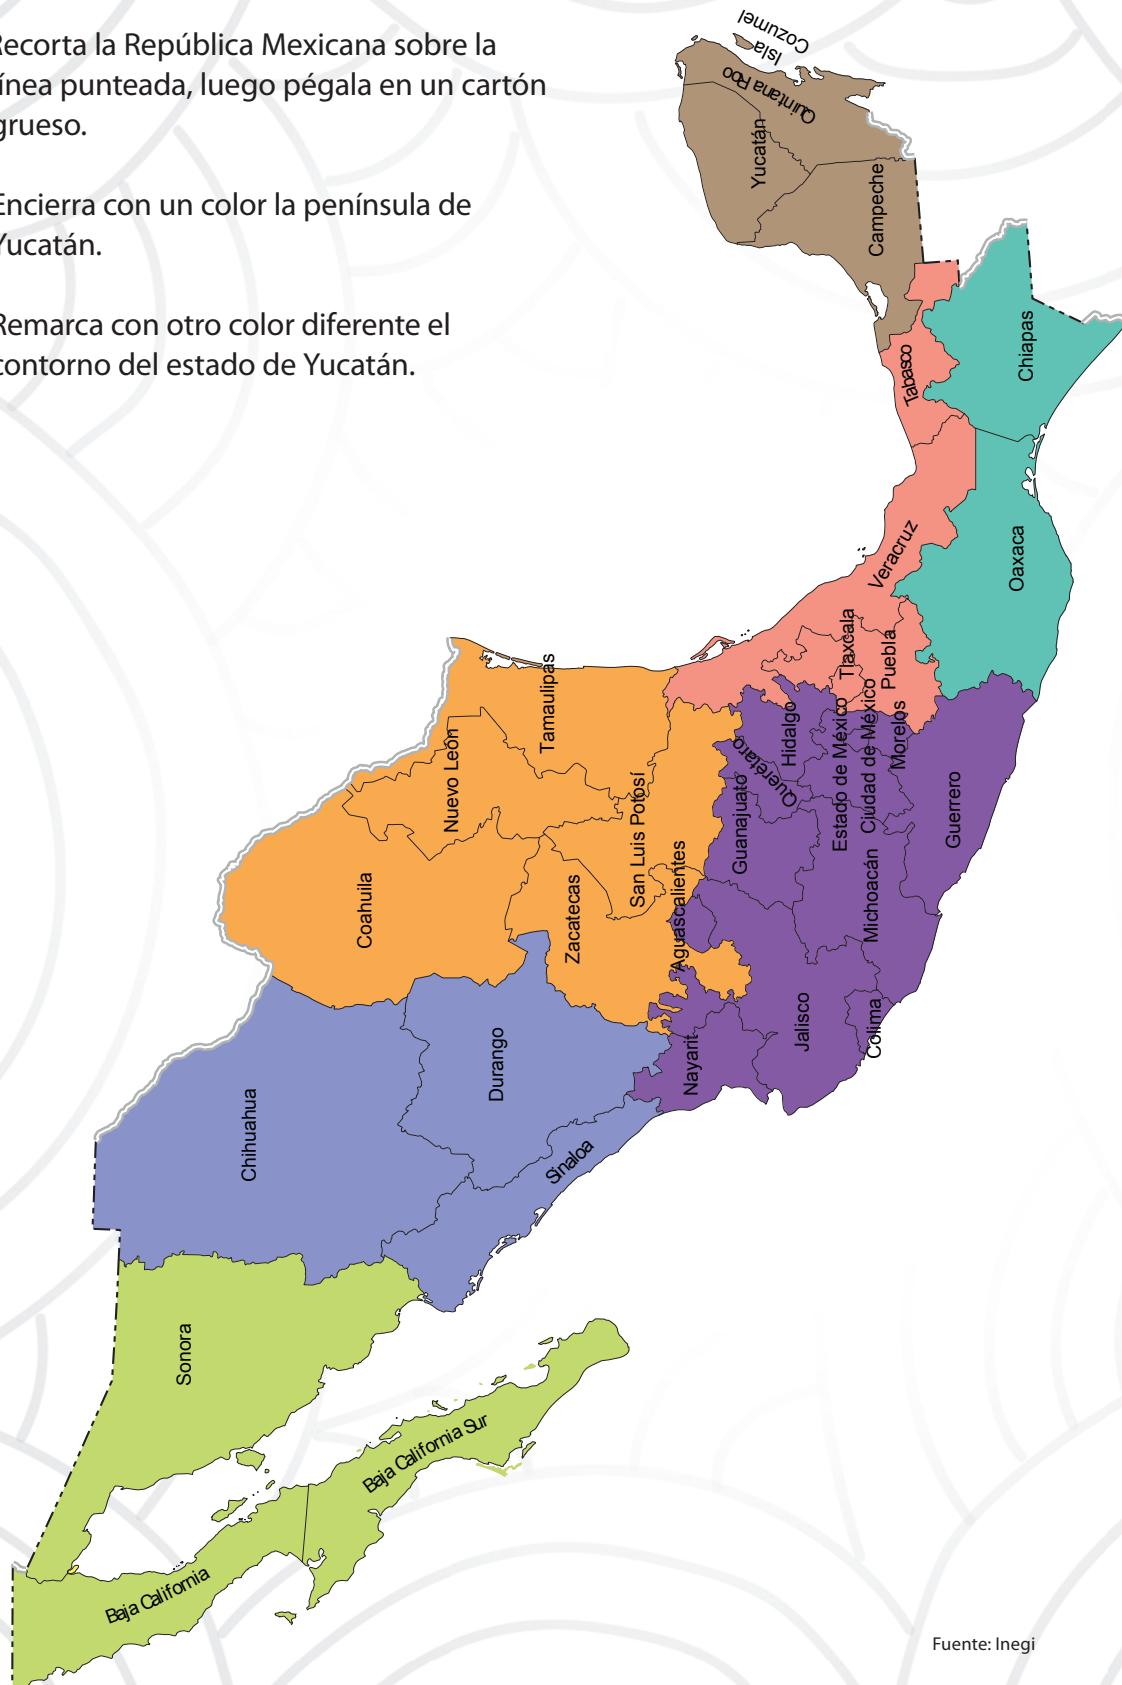 Recorta la República Mexicana sobre la
línea punteada, luego pégala en un cartón
grueso.
Encierra con un color la península de
Yucatán.
Remarca con otro color diferente el
contorno del estado de Yucatán.
Isla
Cozumel
Quintana Roo
Yucatán
Campeche
Tabasco
Chiapas
Veracruz
Oaxaca
Tlaxcala
Puebla
Tamaulipas
Nuevo León
Hidalgo
Querétaro
Estado de México
Ciudad de México
Morelos
Guerrero
San Luis Potosí
Guanajuato
Coahuila
Zacatecas
Aguascalientes
Michoacán
Jalisco
Colima
Nayarit
Durango
Chihuahua
Sinaloa
Sonora
Baja California Sur
Baja California
Fuente: Inegi